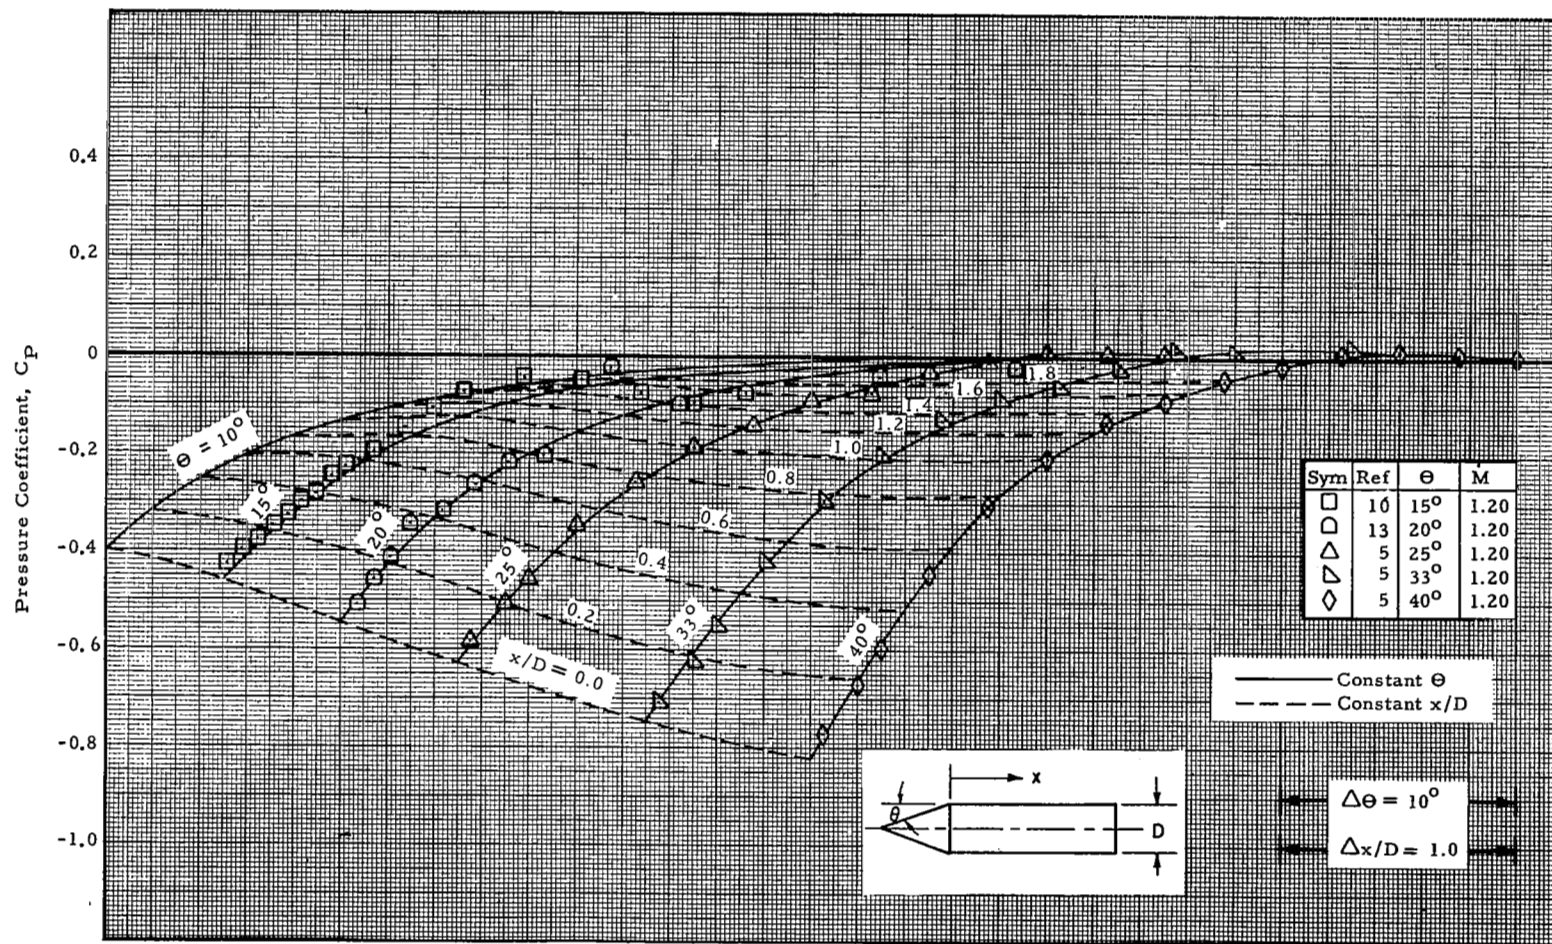 Pressure Coefficient, Cp
0.4
0.2
0
-0.2
-0.4
-0.6
-0.8
-1.0
Θ = 10°
15°
20°
25°
33°
40°
x/D = 0.0
0.2
0.4
0.6
0.8
1.0
1.2
1.4
1.6
1.8
Sym Ref Θ M
10 15° 1.20
13 20° 1.20
5 25° 1.20
5 33° 1.20
5 40° 1.20
Constant Θ
Constant x/D
x
θ
D
Δθ = 10°
Δx/D = 1.0